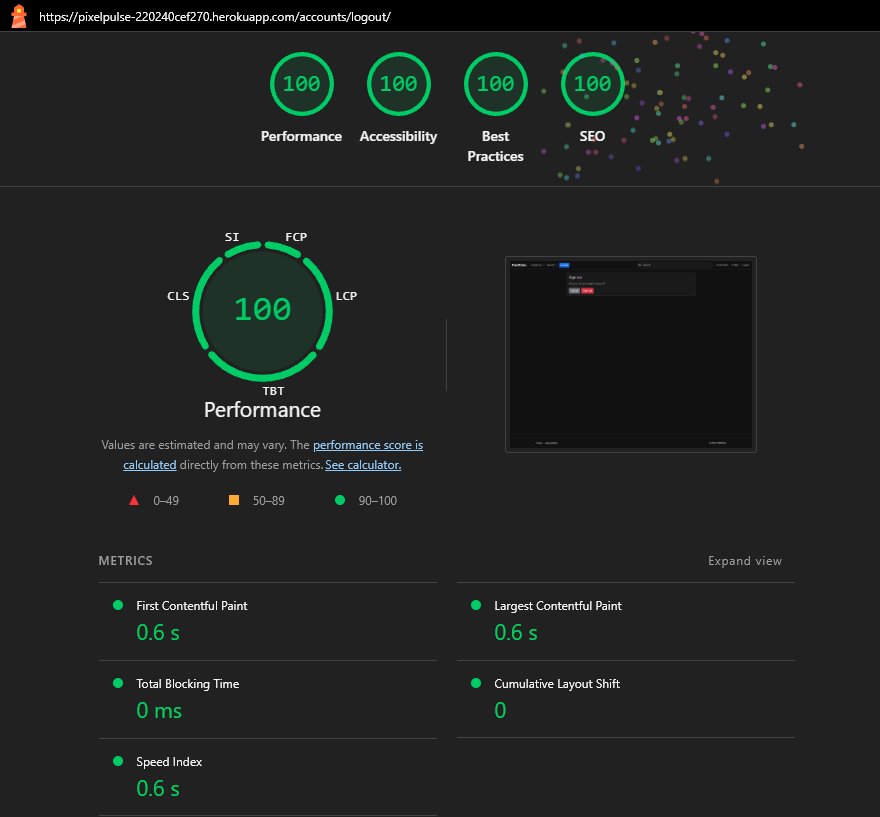 https://pixelpulse-220240cef270.herokuapp.com/accounts/logout/
100
100
100
100
Performance
Accessibility
Best
Practices
SEO
SI
FCP
CLS
LCP
100
TBT
Performance
Values are estimated and may vary. The performance score is
calculated directly from these metrics. See calculator.
0–49
50–89
90–100
METRICS
Expand view
First Contentful Paint
0.6 s
Largest Contentful Paint
0.6 s
Total Blocking Time
0 ms
Cumulative Layout Shift
0
Speed Index
0.6 s